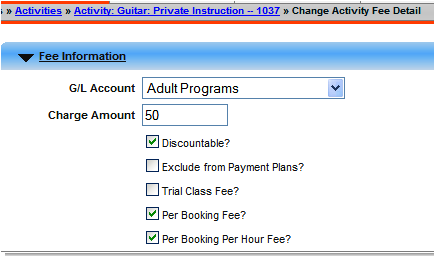 s » Activities » Activity: Guitar: Private Instruction -- 1037 » Change Activity Fee Detail
Fee Information
G/L Account Adult Programs
Charge Amount 50
Discountable?
Exclude from Payment Plans?
Trial Class Fee?
Per Booking Fee?
Per Booking Per Hour Fee?